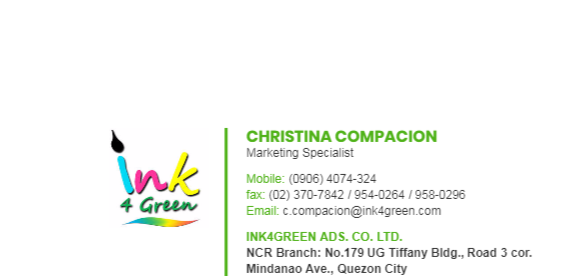 ink
4 Green
CHRISTINA COMPACION
Marketing Specialist
Mobile: (0906) 4074-324
fax: (02) 370-7842 / 954-0264 / 958-0296
Email: c.compacion@ink4green.com
INK4GREEN ADS. CO. LTD.
NCR Branch: No.179 UG Tiffany Bldg., Road 3 cor.
Mindanao Ave., Quezon City